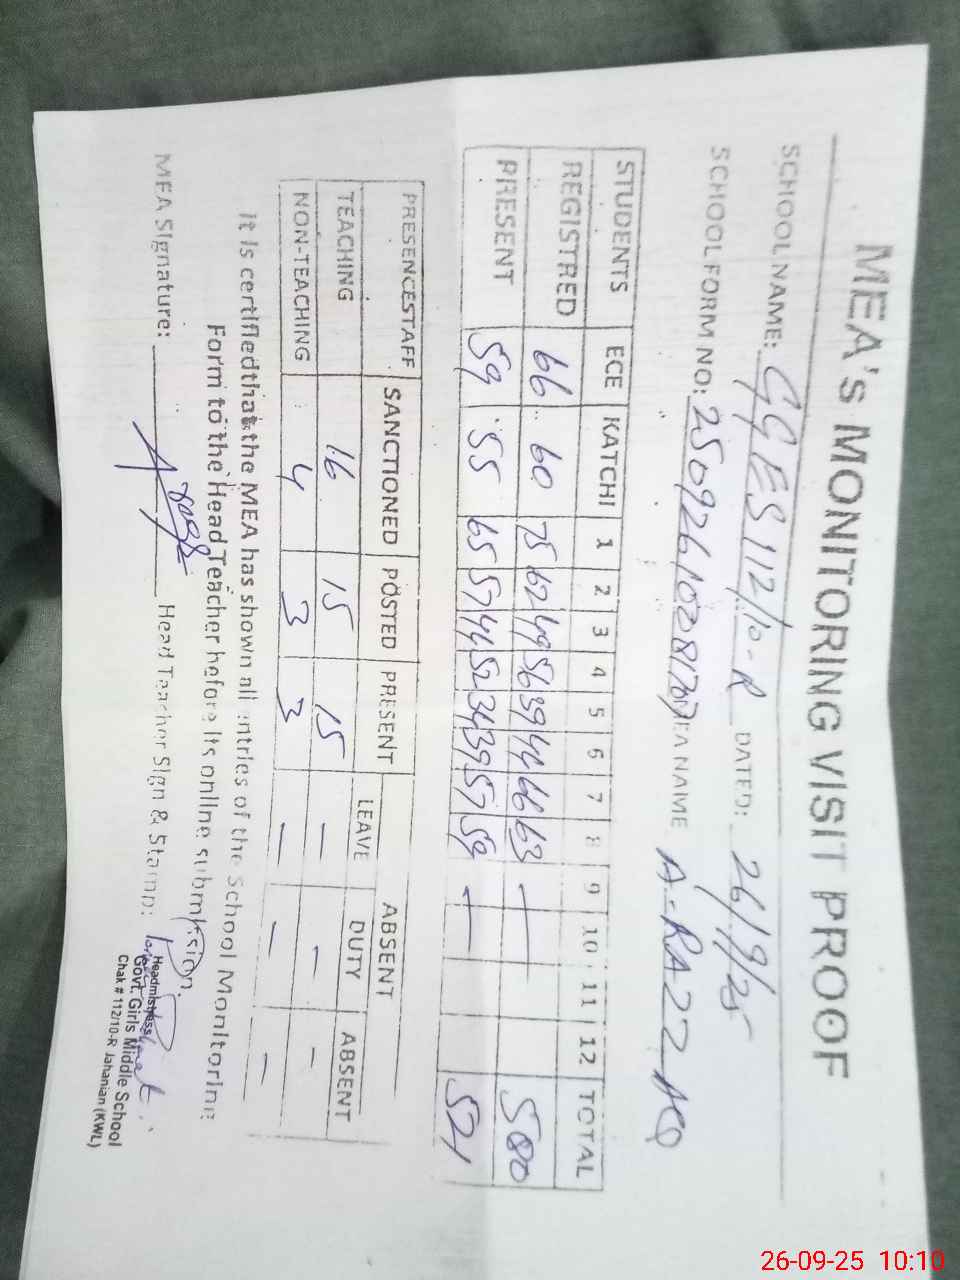 MEA's MONITORING VISIT PROOF
SCHOOL NAME: GGES 112/10-R DATED: 26/9/25
SCHOOL FORM NO: MEA NAME A-RAZZAQ
STUDENTS ECE KATCHI 1 2 3 4 5 6 7 8 9 10 11 12 TOTAL
REGISTRED 66 60 75 62 49 56 39 44 66 63 — 580
PRESENT 59 55 65 57 44 52 34 39 57 59 — 521
PRESENCESTAFF SANCTIONED POSTED PRESENT ABSENT
LEAVE DUTY ABSENT
TEACHING 16 15 15 — — —
NON-TEACHING 4 3 3 — — —
It is certified that the MEA has shown all entries of the School Monitoring
Form to the Head Teacher before its online submission.
MEA Signature: Head Teacher Sign & Stamp:
Headmistress
Govt. Girls Middle School
Chak # 112/10-R Jahanian (KWL)
26-09-25 10:10